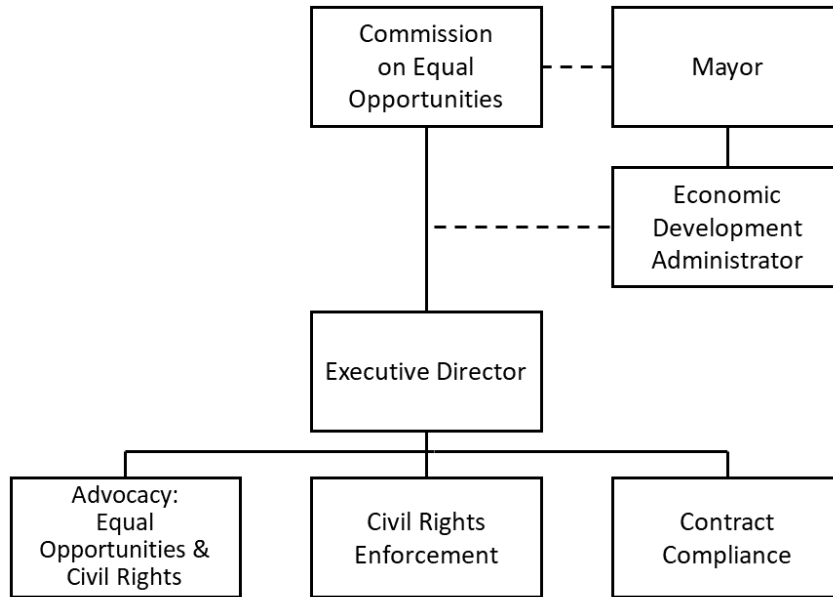 Commission
on Equal
Opportunities
Mayor
Economic
Development
Administrator
Executive Director
Advocacy:
Equal
Opportunities &
Civil Rights
Civil Rights
Enforcement
Contract
Compliance